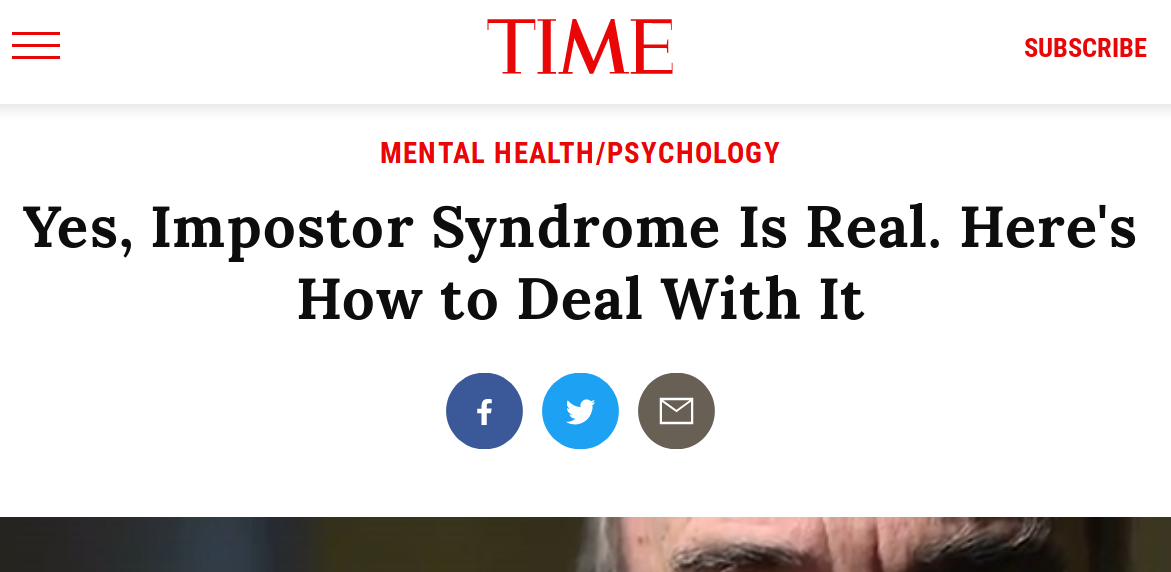 TIME
SUBSCRIBE
MENTAL HEALTH/PSYCHOLOGY
Yes, Impostor Syndrome Is Real. Here's
How to Deal With It